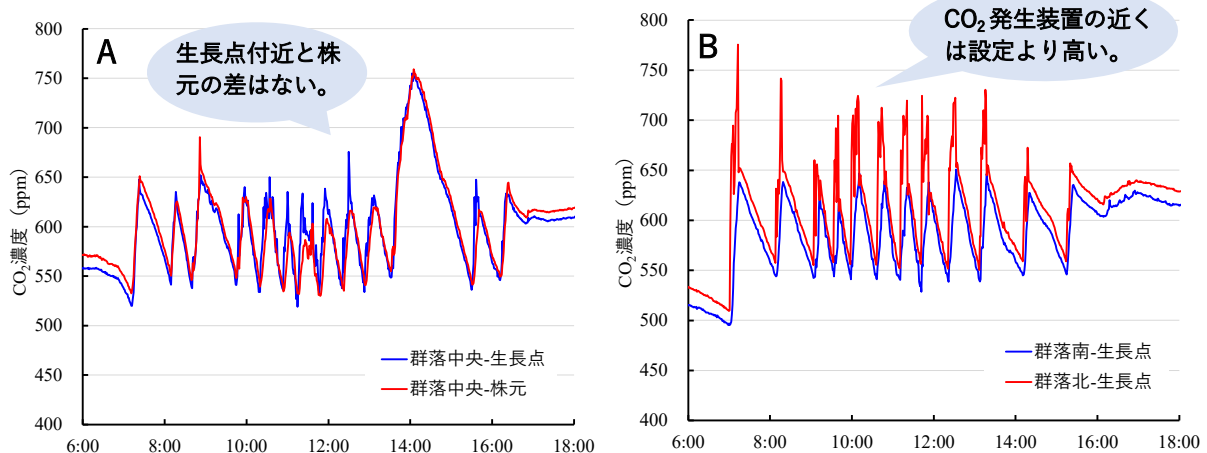 A
生長点付近と株
元の差はない。
CO₂濃度（ppm）
800
750
700
650
600
550
500
450
400
群落中央-生長点
群落中央-株元
6:00 8:00 10:00 12:00 14:00 16:00 18:00
B
CO₂発生装置の近く
は設定より高い。
CO₂濃度（ppm）
800
750
700
650
600
550
500
450
400
群落南-生長点
群落北-生長点
6:00 8:00 10:00 12:00 14:00 16:00 18:00